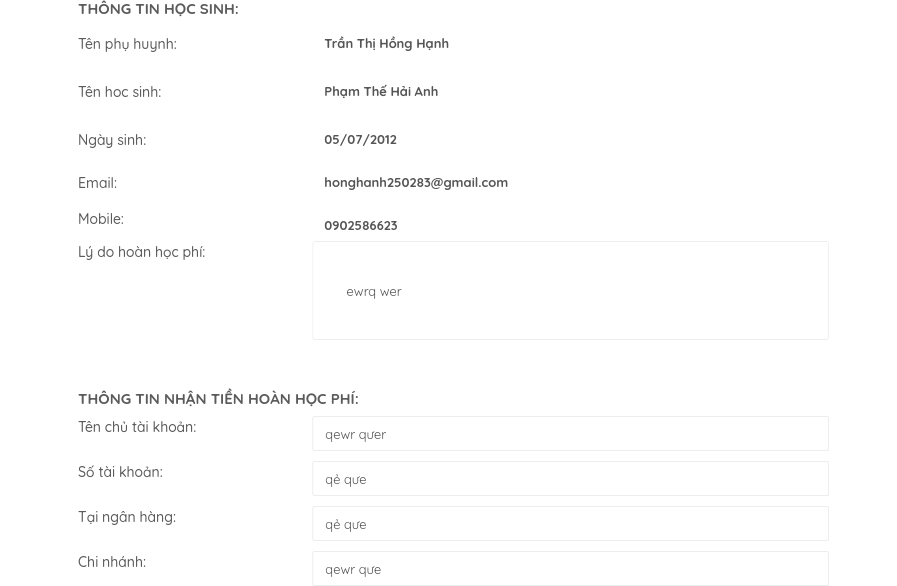 THÔNG TIN HỌC SINH:
Tên phụ huynh: Trần Thị Hồng Hạnh
Tên hoc sinh: Phạm Thế Hải Anh
Ngày sinh: 05/07/2012
Email: honghanh250283@gmail.com
Mobile: 0902586623
Lý do hoàn học phí:
ewrq wer
THÔNG TIN NHẬN TIỀN HOÀN HỌC PHÍ:
Tên chủ tài khoản: qewr qưer
Số tài khoản: qẻ qưe
Tại ngân hàng: qẻ qưe
Chi nhánh: qewr qưe